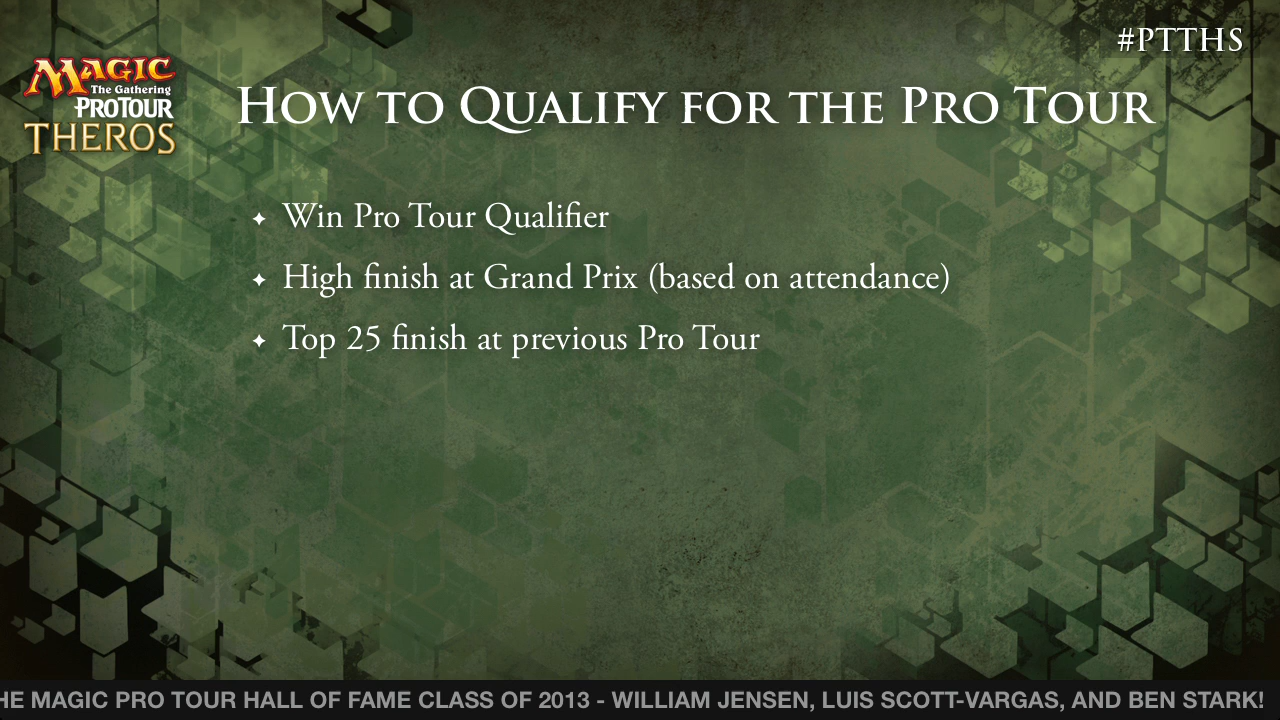 #PTTHS
MAGIC
The Gathering
PROTOUR
THEROS
HOW TO QUALIFY FOR THE PRO TOUR
✦ Win Pro Tour Qualifier
✦ High finish at Grand Prix (based on attendance)
✦ Top 25 finish at previous Pro Tour
HE MAGIC PRO TOUR HALL OF FAME CLASS OF 2013 - WILLIAM JENSEN, LUIS SCOTT-VARGAS, AND BEN STARK!